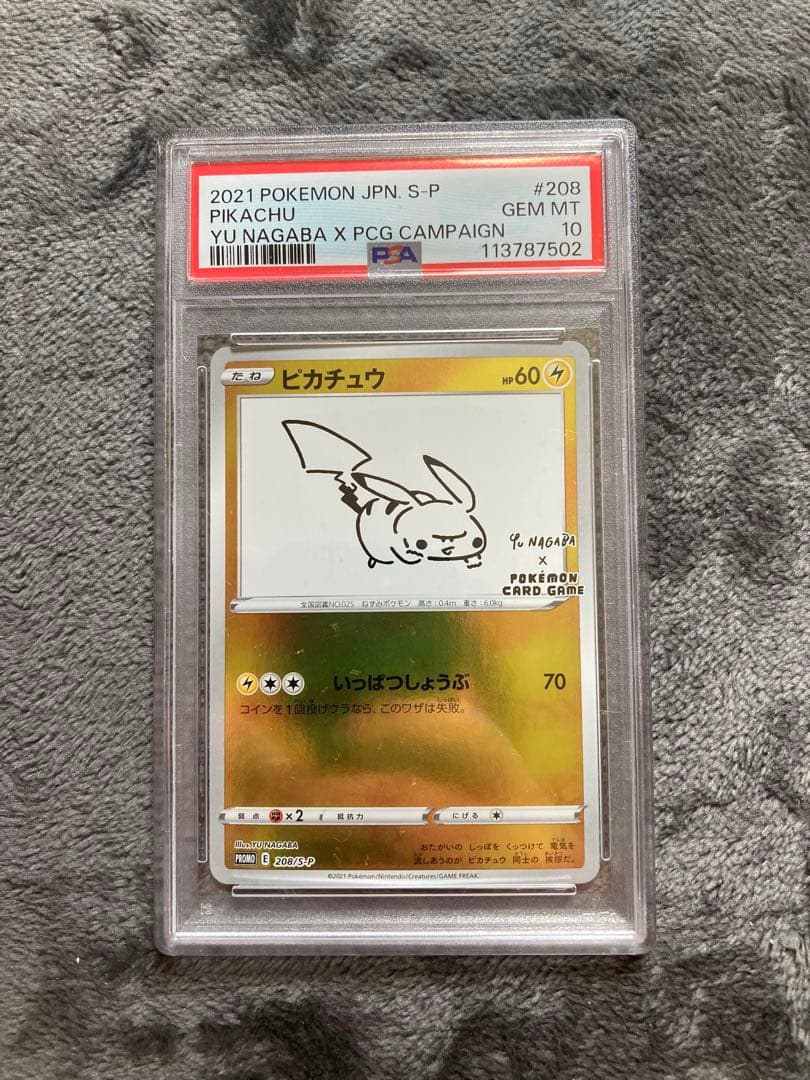 2021 POKEMON JPN. S-P #208
PIKACHU GEM MT
YU NAGABA X PCG CAMPAIGN 10
PSA 113787502
たね ピカチュウ HP60
YU NAGABA
×
POKÉMON
CARD GAME
全国図鑑NO.025 ねずみポケモン 高さ:0.4m 重さ:6.0kg
いっぱつしょうぶ 70
コインを1回投げウラなら、このワザは失敗。
弱点 ×2 抵抗力 にげる
Illus. YU NAGABA
PROMO E 208/S-P
おたがいの しっぽを くっつけて 電気を
流しあうのが ピカチュウ 同士の 挨拶だ。
©2021 Pokémon/Nintendo/Creatures/GAME FREAK.